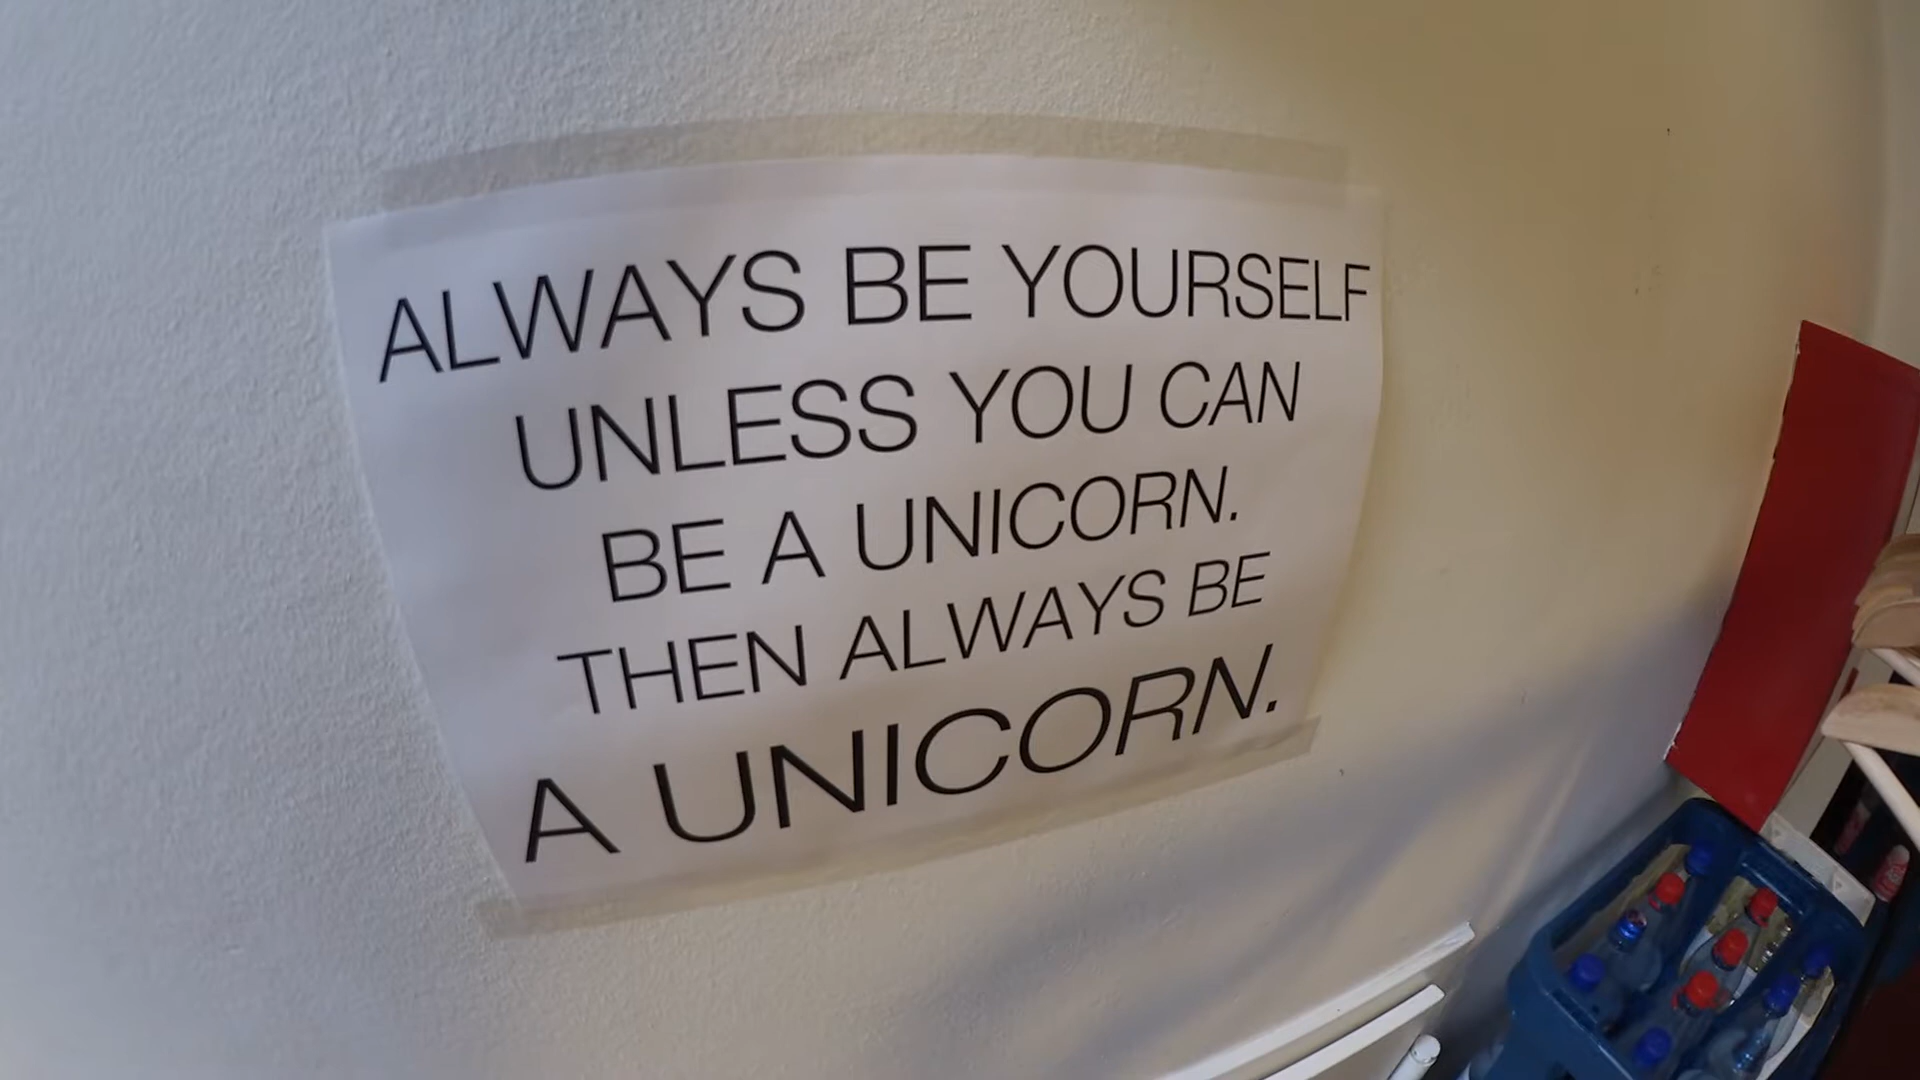 ALWAYS BE YOURSELF
UNLESS YOU CAN
BE A UNICORN.
THEN ALWAYS BE
A UNICORN.